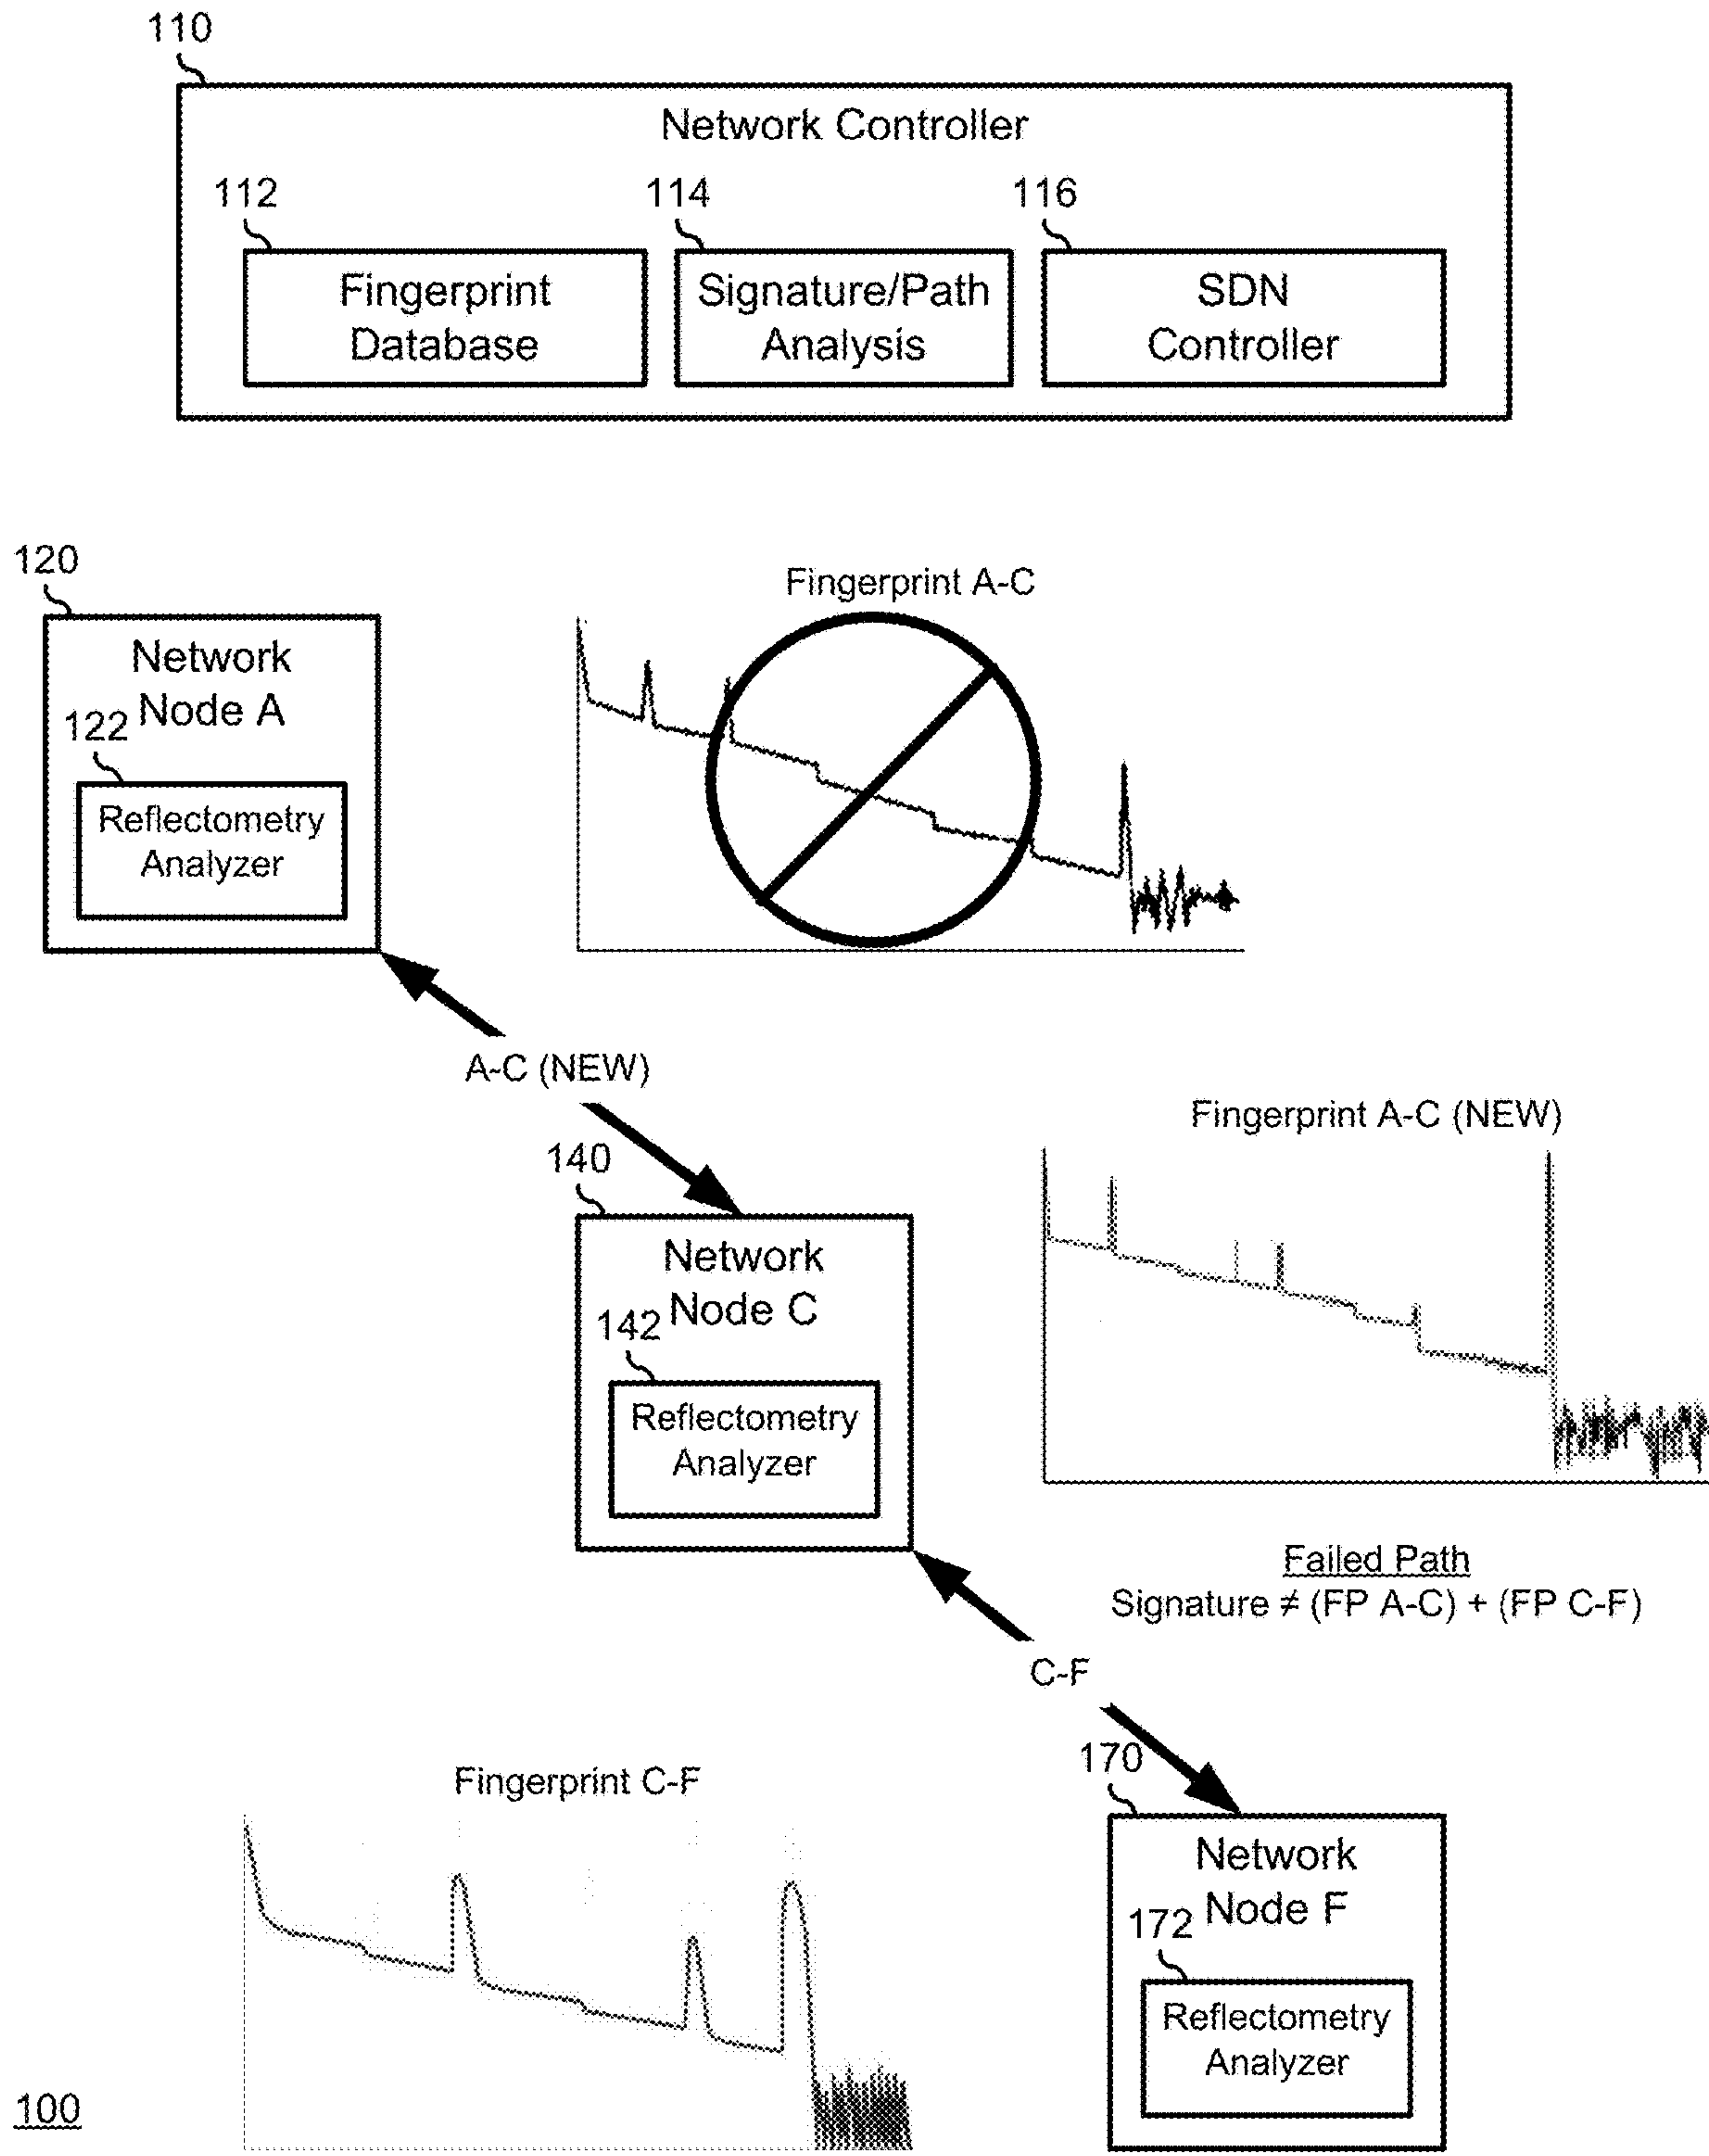 110
Network Controller
112
114
116
Fingerprint
Database
Signature/Path
Analysis
SDN
Controller
120
Network
Node A
122
Reflectometry
Analyzer
Fingerprint A-C
A-C (NEW)
Fingerprint A-C (NEW)
140
Network
Node C
142
Reflectometry
Analyzer
Failed Path
Signature ≠ (FP A-C) + (FP C-F)
C-F
170
Network
Node F
172
Reflectometry
Analyzer
Fingerprint C-F
100